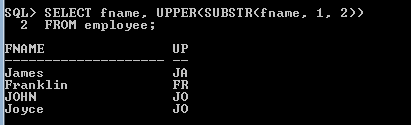 SQL> SELECT fname, UPPER(SUBSTR(fname, 1, 2))
  2  FROM employee;
FNAME                UP
-------------------- --
James                JA
Franklin             FR
JOHN                 JO
Joyce                JO